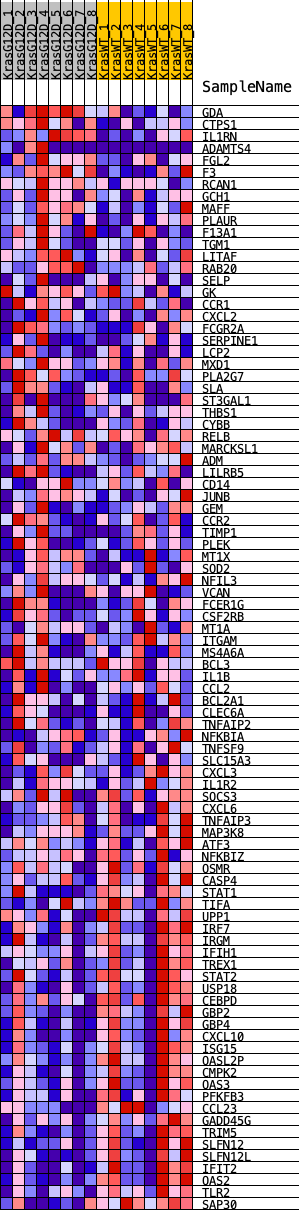 KrasG12D_1
KrasG12D_2
KrasG12D_3
KrasG12D_4
KrasG12D_5
KrasG12D_6
KrasG12D_7
KrasG12D_8
KrasWT_1
KrasWT_2
KrasWT_3
KrasWT_4
KrasWT_5
KrasWT_6
KrasWT_7
KrasWT_8
SampleName
GDA
CTPS1
IL1RN
ADAMTS4
FGL2
F3
RCAN1
GCH1
MAFF
PLAUR
F13A1
TGM1
LITAF
RAB20
SELP
GK
CCR1
CXCL2
FCGR2A
SERPINE1
LCP2
MXD1
PLA2G7
SLA
ST3GAL1
THBS1
CYBB
RELB
MARCKSL1
ADM
LILRB5
CD14
JUNB
GEM
CCR2
TIMP1
PLEK
MT1X
SOD2
NFIL3
VCAN
FCER1G
CSF2RB
MT1A
ITGAM
MS4A6A
BCL3
IL1B
CCL2
BCL2A1
CLEC6A
TNFAIP2
NFKBIA
TNFSF9
SLC15A3
CXCL3
IL1R2
SOCS3
CXCL6
TNFAIP3
MAP3K8
ATF3
NFKBIZ
OSMR
CASP4
STAT1
TIFA
UPP1
IRF7
IRGM
IFIH1
TREX1
STAT2
USP18
CEBPD
GBP2
GBP4
CXCL10
ISG15
OASL2P
CMPK2
OAS3
PFKFB3
CCL23
GADD45G
TRIM5
SLFN12
SLFN12L
IFIT2
OAS2
TLR2
SAP30